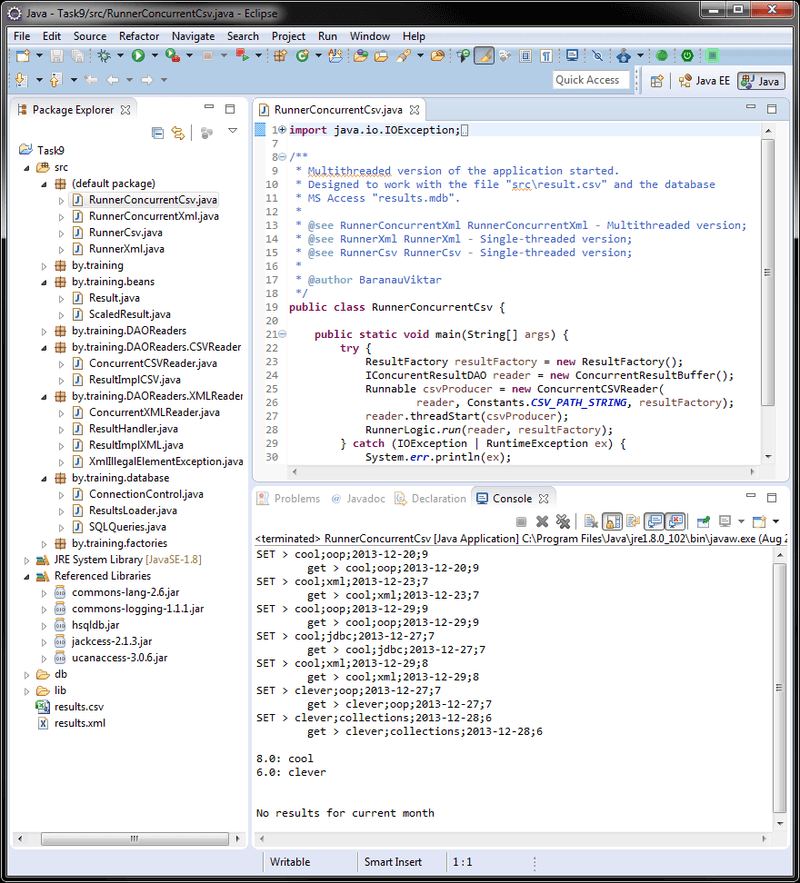 Java - Task9/src/RunnerConcurrentCsv.java - Eclipse
File Edit Source Refactor Navigate Search Project Run Window Help
Quick Access
Java EE
Java
Package Explorer
Task9
src
(default package)
RunnerConcurrentCsv.java
RunnerConcurrentXml.java
RunnerCsv.java
RunnerXml.java
by.training
by.training.beans
Result.java
ScaledResult.java
by.training.DAOReaders
by.training.DAOReaders.CSVReader
ConcurrentCSVReader.java
ResultImplCSV.java
by.training.DAOReaders.XMLReader
ConcurrentXMLReader.java
ResultHandler.java
ResultImplXML.java
XmlIllegalElementException.java
by.training.database
ConnectionControl.java
ResultsLoader.java
SQLQueries.java
by.training.factories
JRE System Library [JavaSE-1.8]
Referenced Libraries
commons-lang-2.6.jar
commons-logging-1.1.1.jar
hsqldb.jar
jackcess-2.1.3.jar
ucanaccess-3.0.6.jar
db
lib
results.csv
results.xml
RunnerConcurrentCsv.java
1 import java.io.IOException;
7
8 /**
9 * Multithreaded version of the application started.
10 * Designed to work with the file "src\result.csv" and the database
11 * MS Access "results.mdb".
12 *
13 * @see RunnerConcurrentXml RunnerConcurrentXml - Multithreaded version;
14 * @see RunnerXml RunnerXml - Single-threaded version;
15 * @see RunnerCsv RunnerCsv - Single-threaded version;
16 *
17 * @author BaranauViktar
18 */
19 public class RunnerConcurrentCsv {
20
21 public static void main(String[] args) {
22 try {
23 ResultFactory resultFactory = new ResultFactory();
24 IConcurentResultDAO reader = new ConcurrentResultBuffer();
25 Runnable csvProducer = new ConcurrentCSVReader(
26 reader, Constants.CSV_PATH_STRING, resultFactory);
27 reader.threadStart(csvProducer);
28 RunnerLogic.run(reader, resultFactory);
29 } catch (IOException | RuntimeException ex) {
30 System.err.println(ex);
Problems Javadoc Declaration Console
<terminated> RunnerConcurrentCsv [Java Application] C:\Program Files\Java\jre1.8.0_102\bin\javaw.exe (Aug 2
SET > cool;oop;2013-12-20;9
get > cool;oop;2013-12-20;9
SET > cool;xml;2013-12-23;7
get > cool;xml;2013-12-23;7
SET > cool;oop;2013-12-29;9
get > cool;oop;2013-12-29;9
SET > cool;jdbc;2013-12-27;7
get > cool;jdbc;2013-12-27;7
SET > cool;xml;2013-12-29;8
get > cool;xml;2013-12-29;8
SET > clever;oop;2013-12-27;7
get > clever;oop;2013-12-27;7
SET > clever;collections;2013-12-28;6
get > clever;collections;2013-12-28;6
8.0: cool
6.0: clever
No results for current month
Writable
Smart Insert
1 : 1